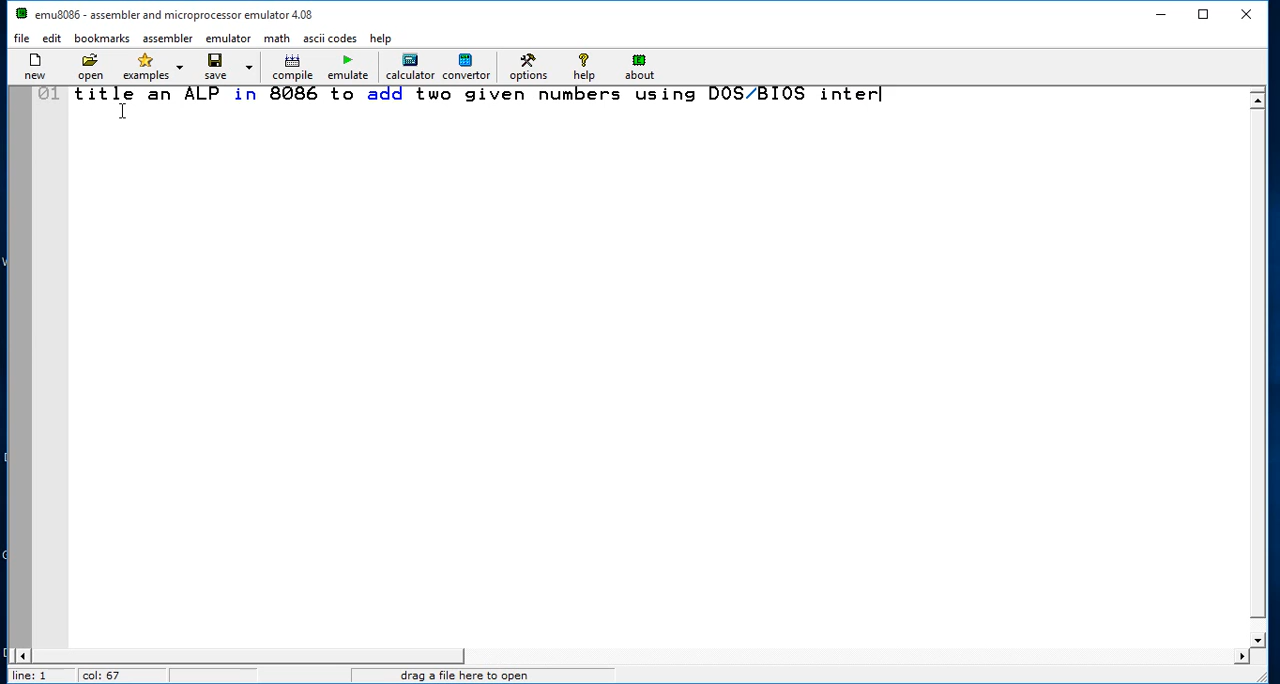 emu8086 - assembler and microprocessor emulator 4.08
file edit bookmarks assembler emulator math ascii codes help
new open examples save compile emulate calculator convertor options help about
01 title an ALP in 8086 to add two given numbers using DOS/BIOS inter
line: 1 col: 67 drag a file here to open